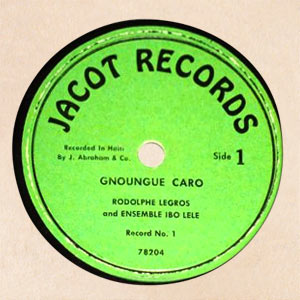 JACOT RECORDS
Recorded In Haiti
By J. Abraham & Co.
Side 1
GNOUNGUE CARO
RODOLPHE LEGROS
and ENSEMBLE IBO LELE
Record No. 1
78204